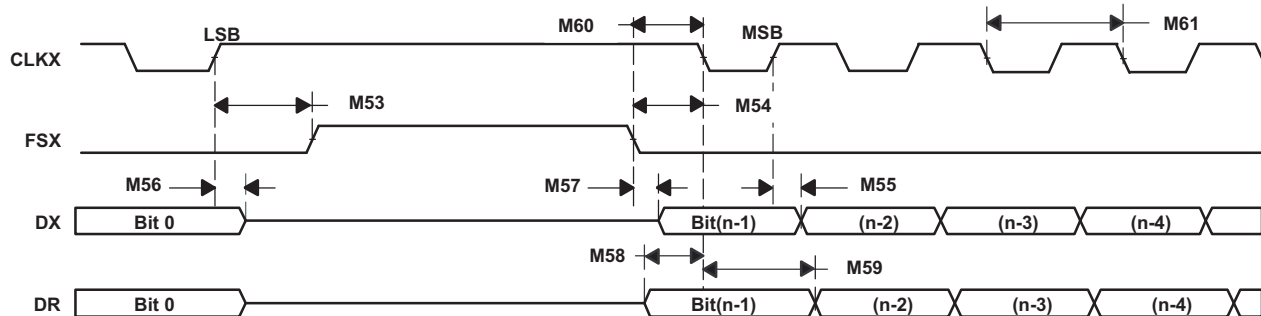 LSB
M60
MSB
M61
CLKX
M53
M54
FSX
M56
M57
M55
DX
Bit 0
Bit(n-1)
(n-2)
(n-3)
(n-4)
M58
M59
DR
Bit 0
Bit(n-1)
(n-2)
(n-3)
(n-4)